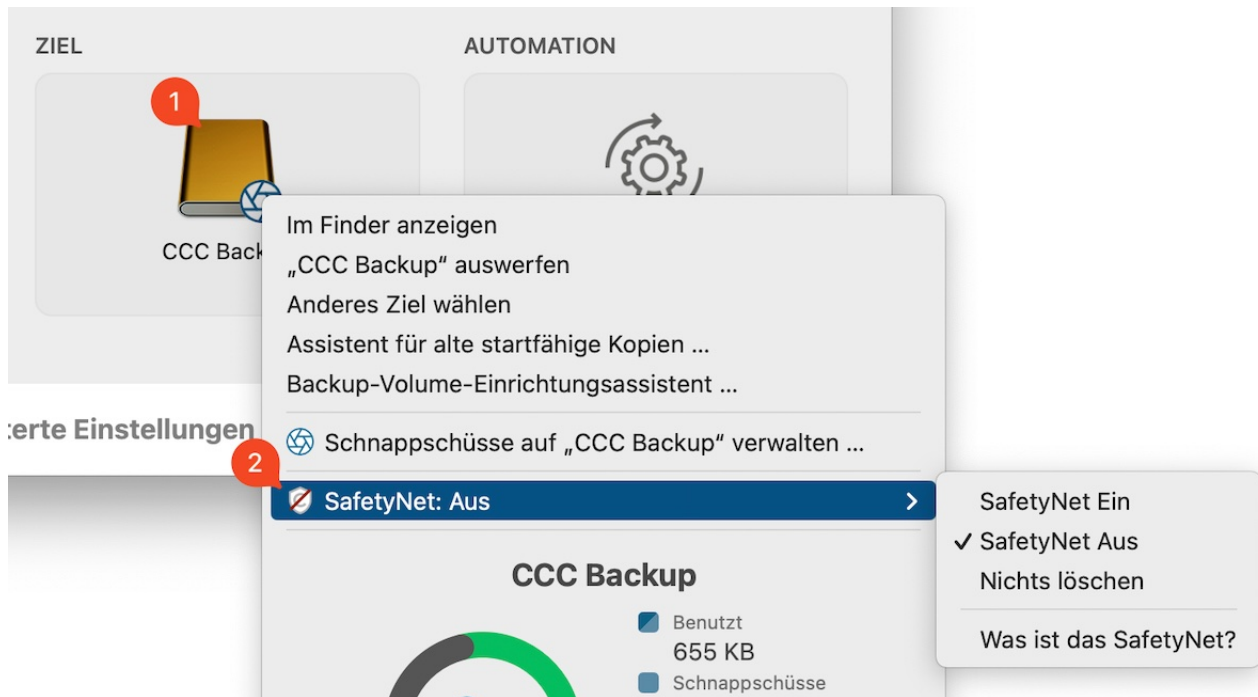 ZIEL
AUTOMATION
1
CCC Back
Im Finder anzeigen
„CCC Backup“ auswerfen
Anderes Ziel wählen
Assistent für alte startfähige Kopien ...
Backup-Volume-Einrichtungsassistent ...
terte Einstellungen
Schnappschüsse auf „CCC Backup“ verwalten ...
2
SafetyNet: Aus
SafetyNet Ein
SafetyNet Aus
Nichts löschen
Was ist das SafetyNet?
CCC Backup
Benutzt
655 KB
Schnappschüsse